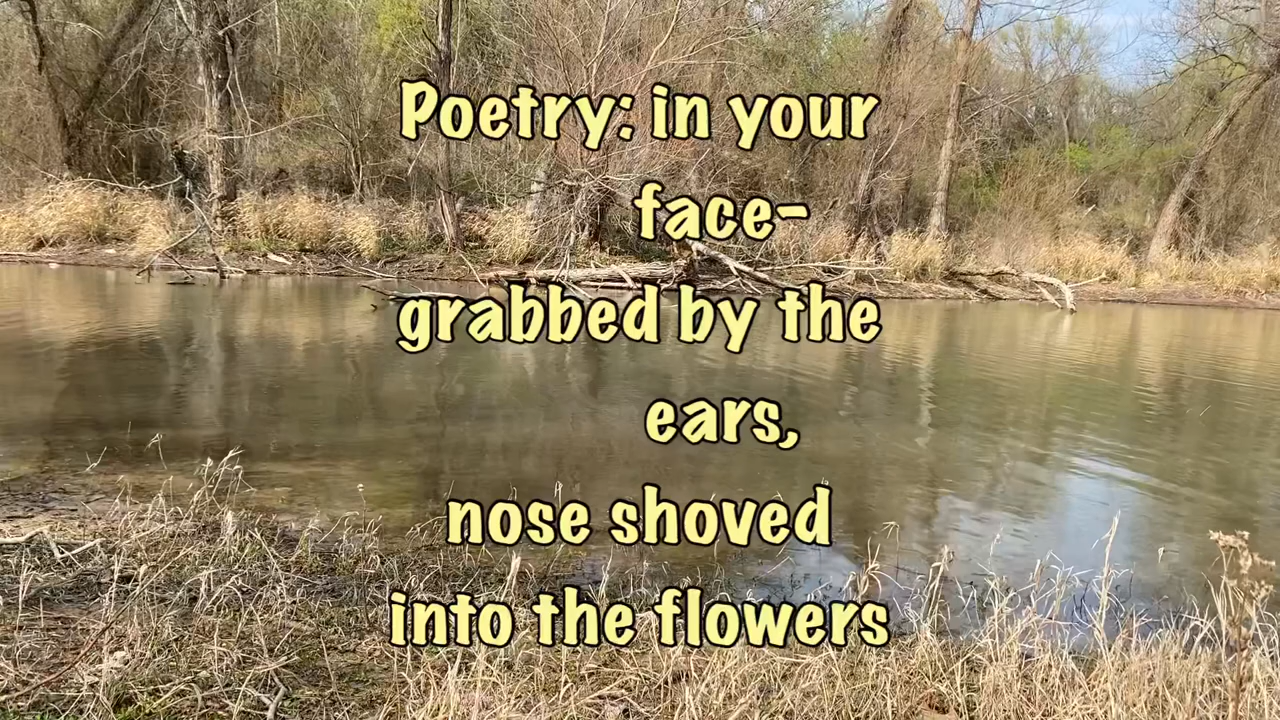 Poetry: in your
face-
grabbed by the
ears,
nose shoved
into the flowers